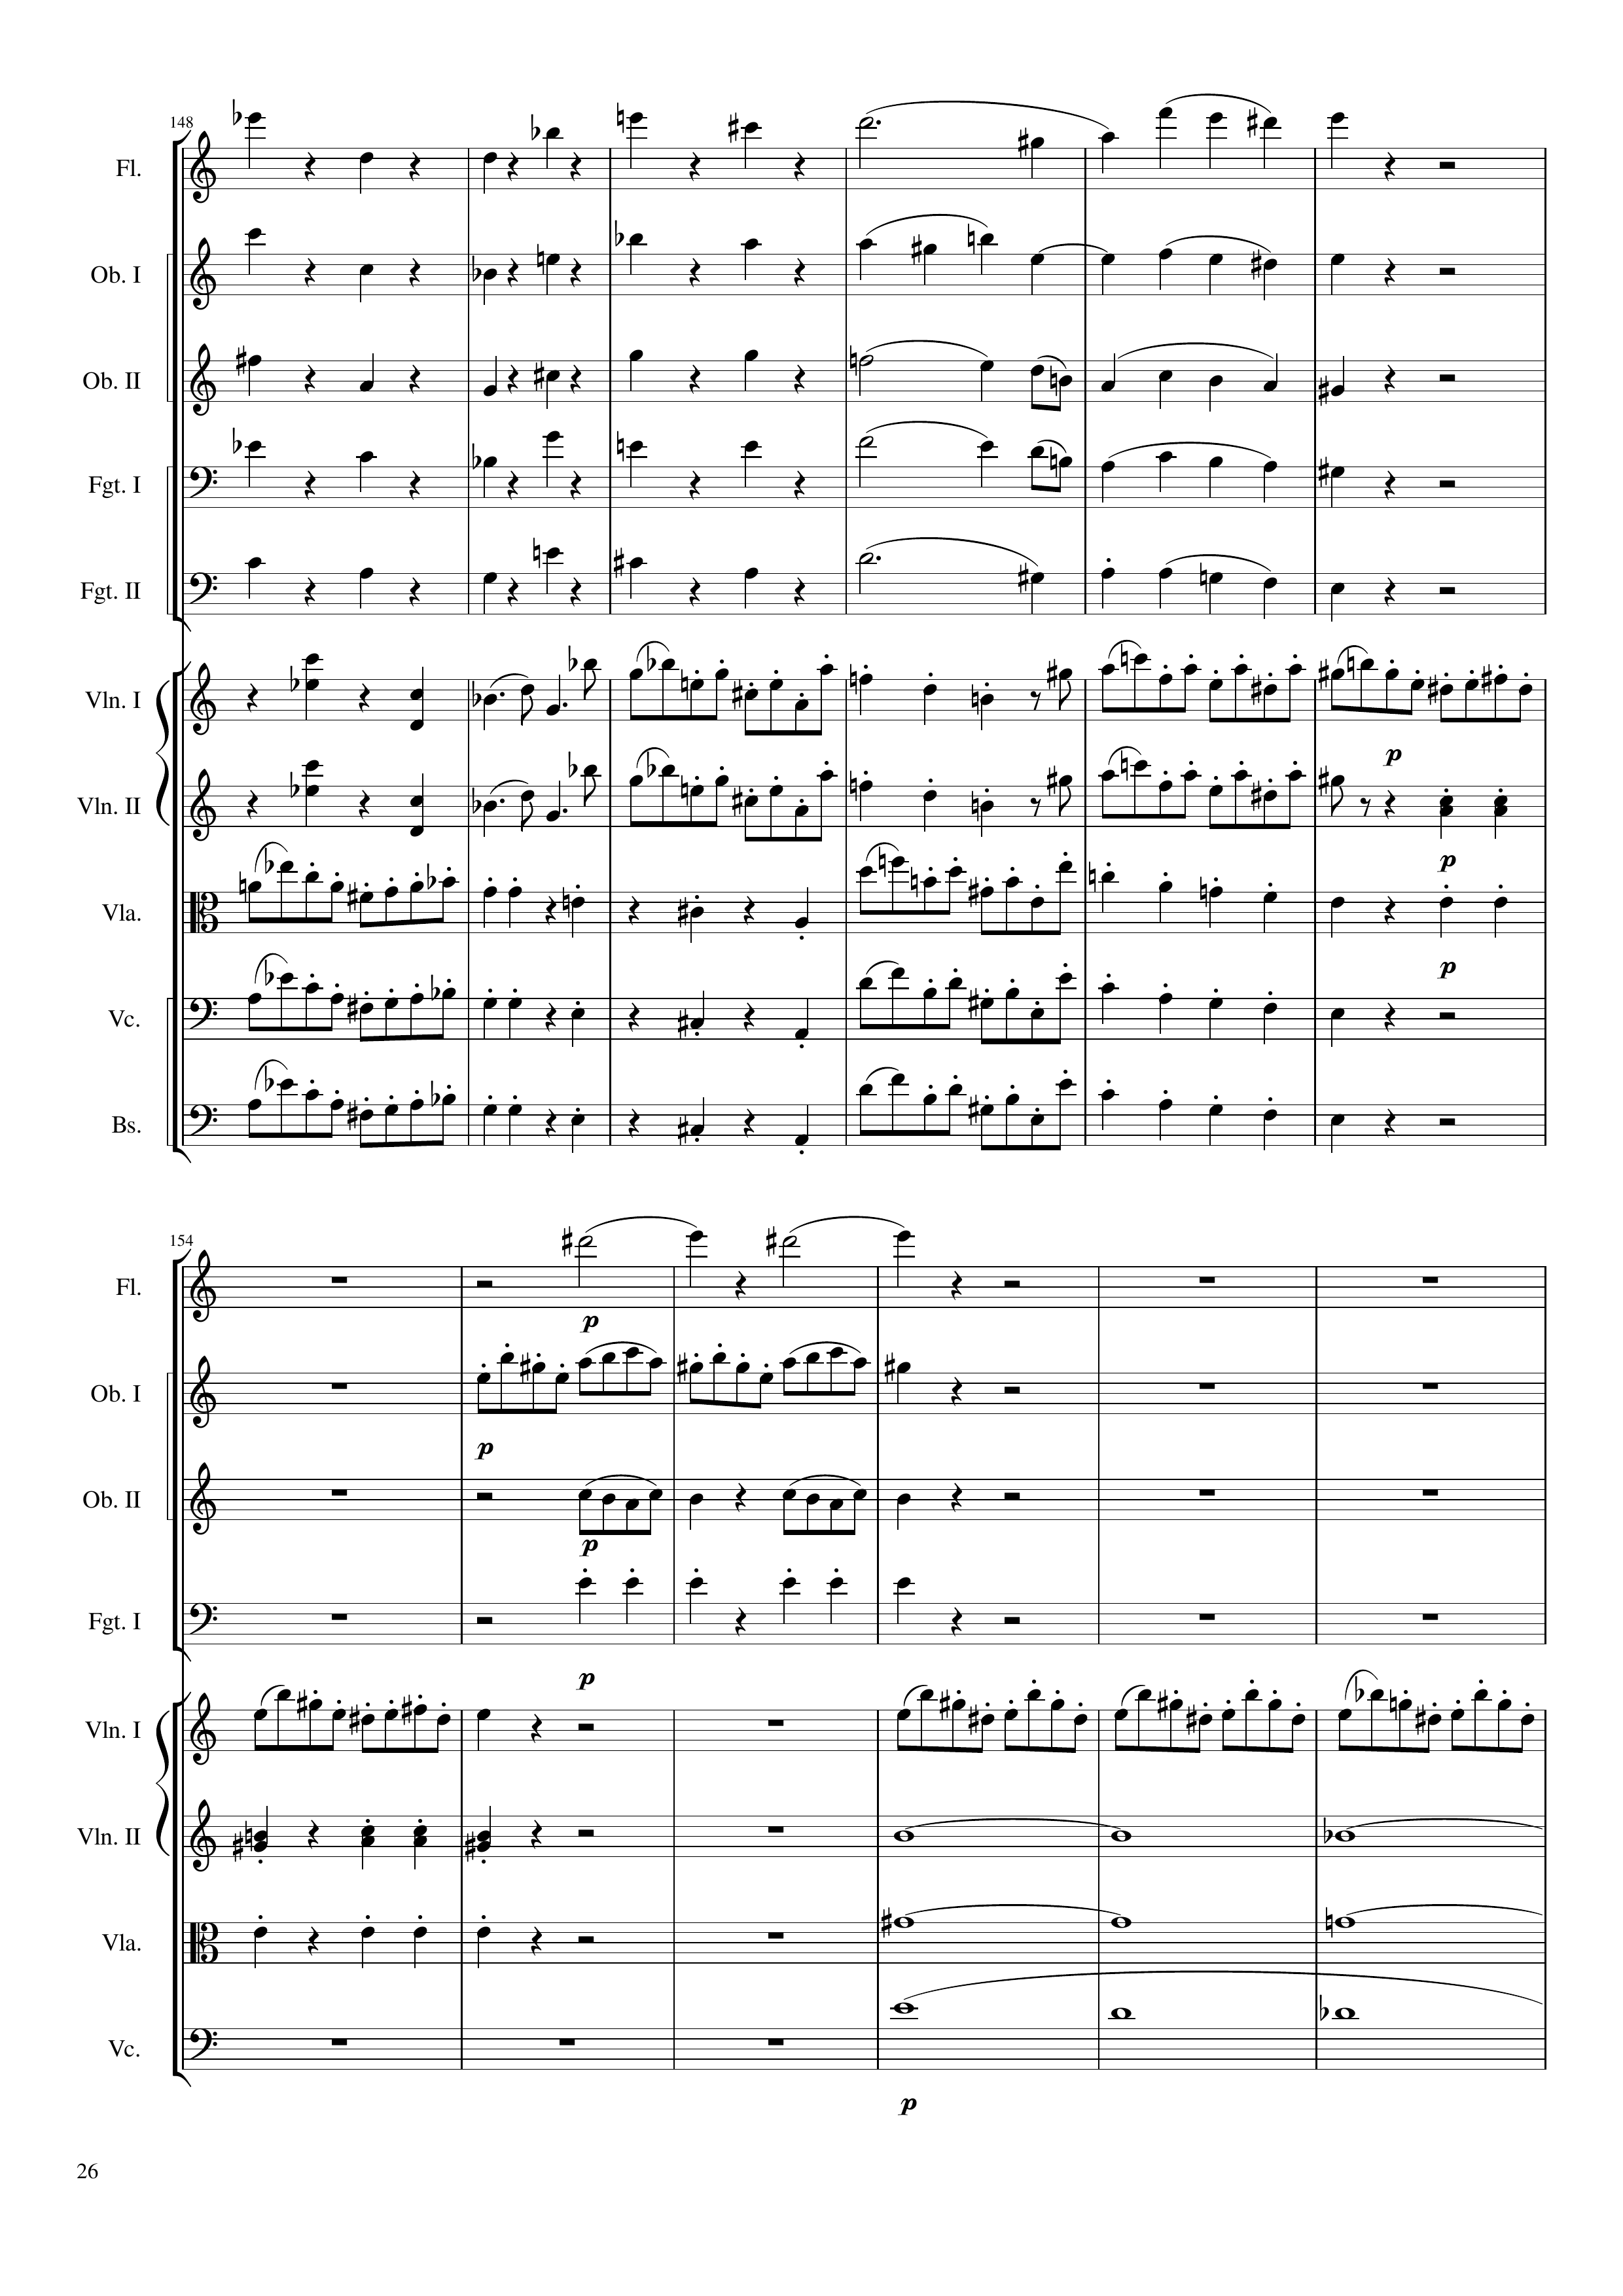 148
Fl.
Ob. I
Ob. II
Fgt. I
Fgt. II
Vln. I
p
Vln. II
p
Vla.
p
Vc.
Bs.
154
Fl.
p
Ob. I
p
Ob. II
p
Fgt. I
p
Vln. I
Vln. II
Vla.
Vc.
p
26